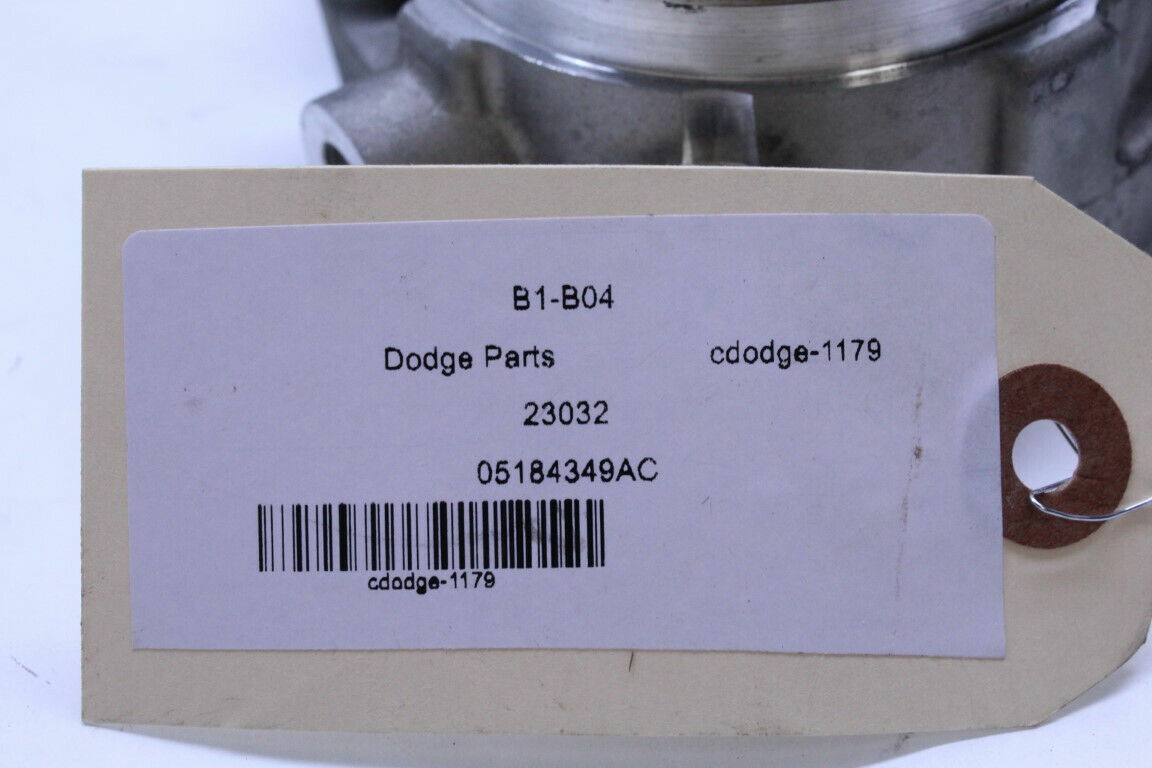 B1-B04
Dodge Parts cdodge-1179
23032
05184349AC
cdodge-1179